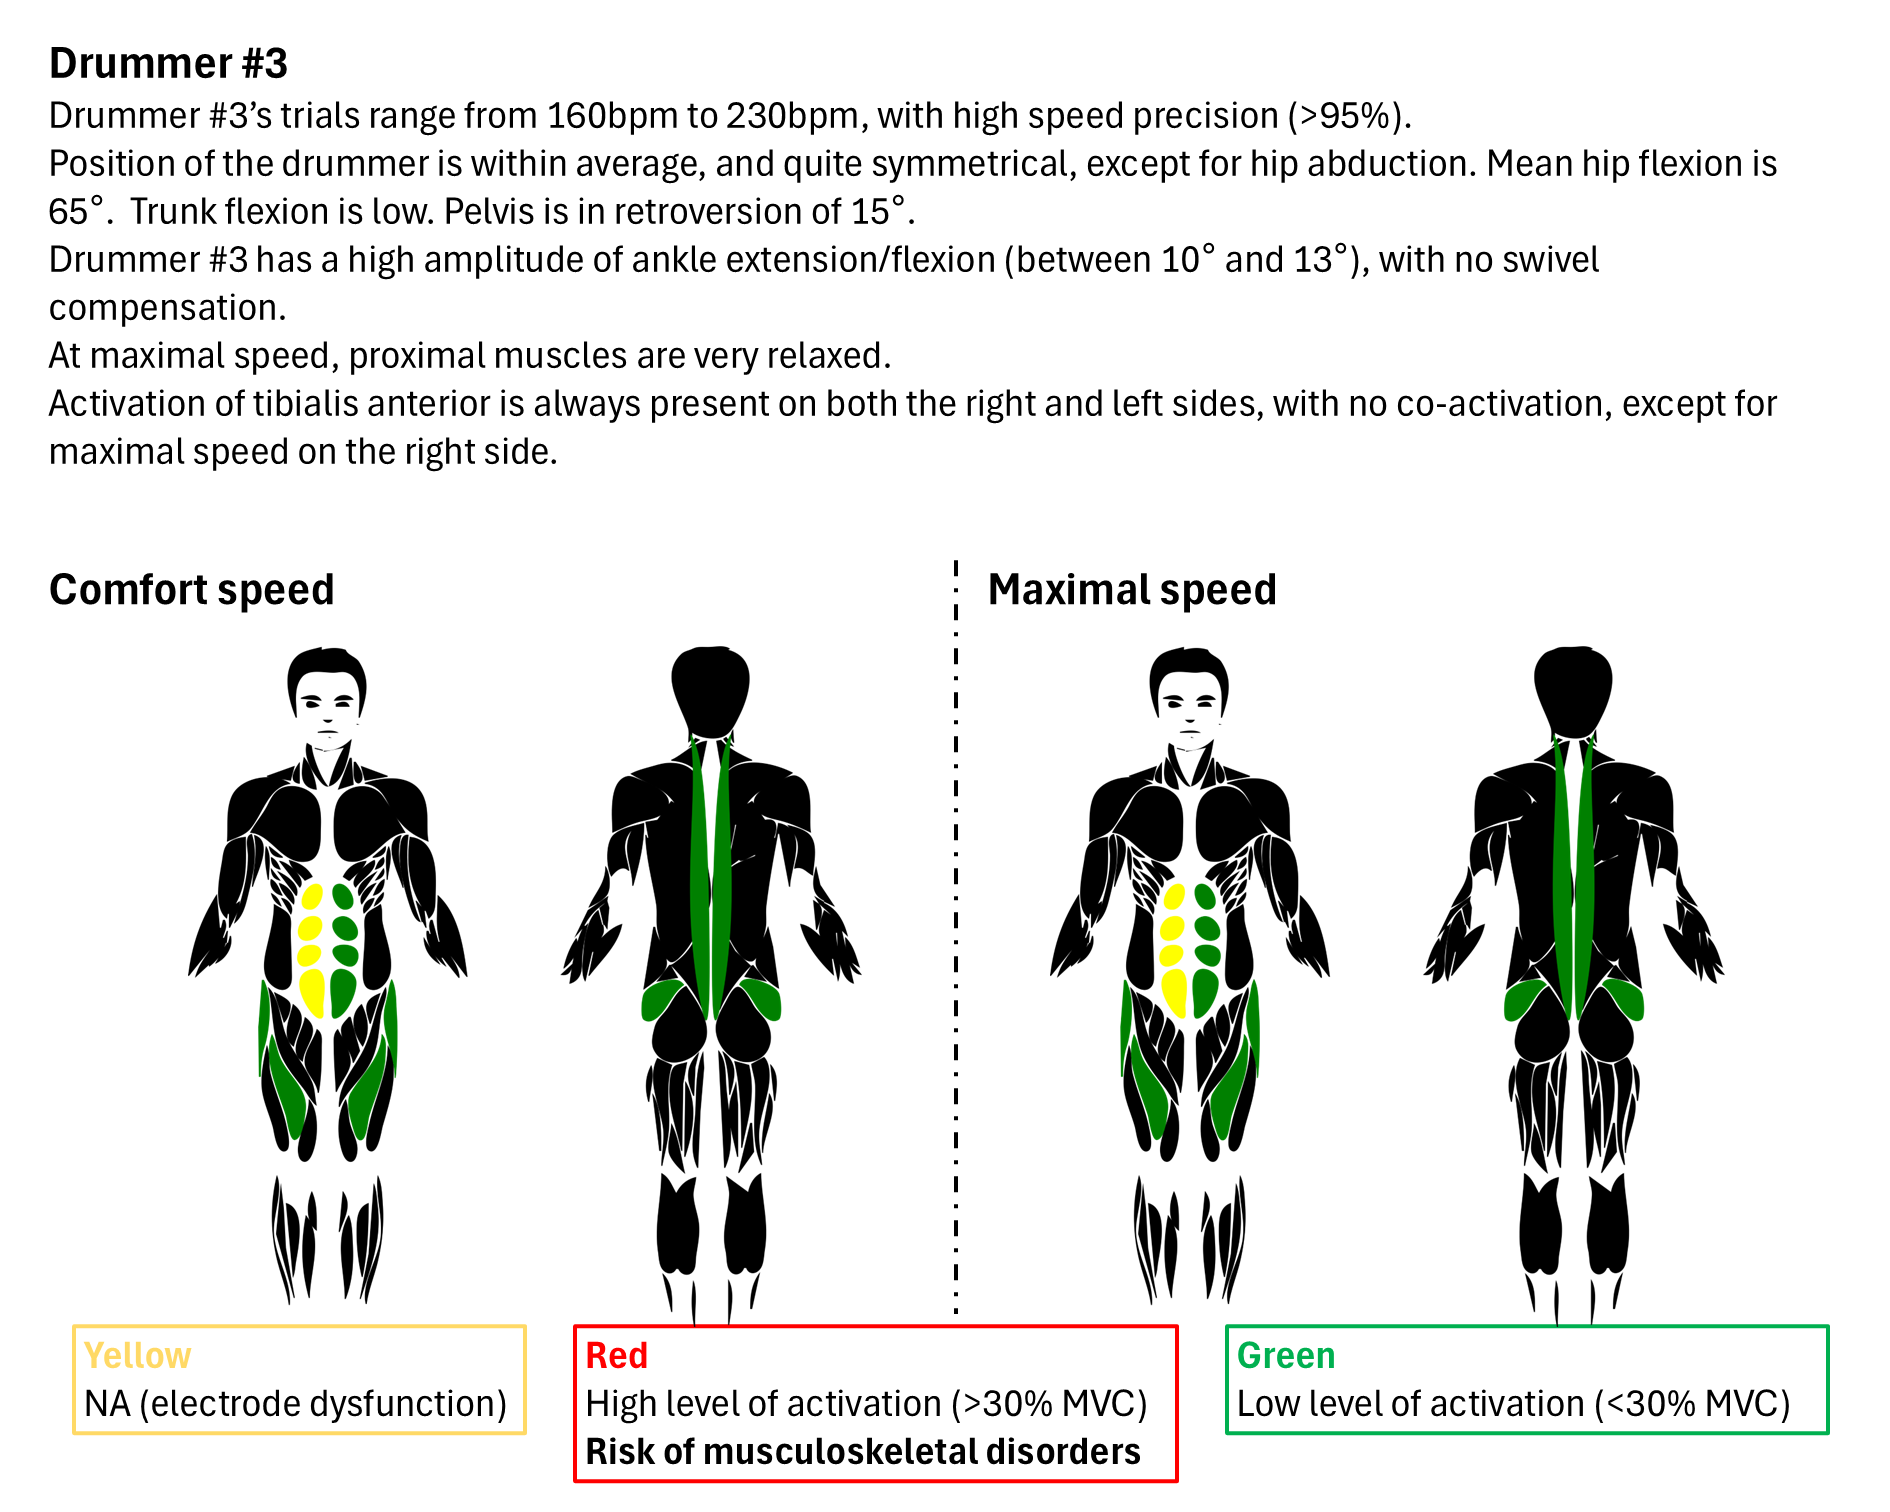 Drummer #3
Drummer #3’s trials range from 160bpm to 230bpm, with high speed precision (>95%).
Position of the drummer is within average, and quite symmetrical, except for hip abduction. Mean hip flexion is
65°.  Trunk flexion is low. Pelvis is in retroversion of 15°.
Drummer #3 has a high amplitude of ankle extension/flexion (between 10° and 13°), with no swivel
compensation.
At maximal speed, proximal muscles are very relaxed.
Activation of tibialis anterior is always present on both the right and left sides, with no co-activation, except for
maximal speed on the right side.
Comfort speed
Maximal speed
Yellow
NA (electrode dysfunction)
Red
High level of activation (>30% MVC)
Risk of musculoskeletal disorders
Green
Low level of activation (<30% MVC)